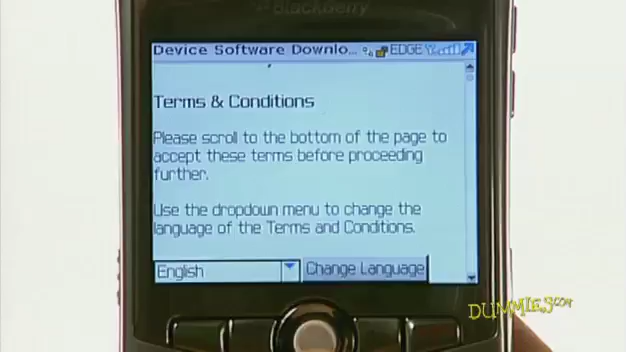 BlackBerry
Device Software Downlo... EDGE
Terms & Conditions
Please scroll to the bottom of the page to
accept these terms before proceeding
further.
Use the dropdown menu to change the
language of the Terms and Conditions.
English Change Language
DUMMIES.COM